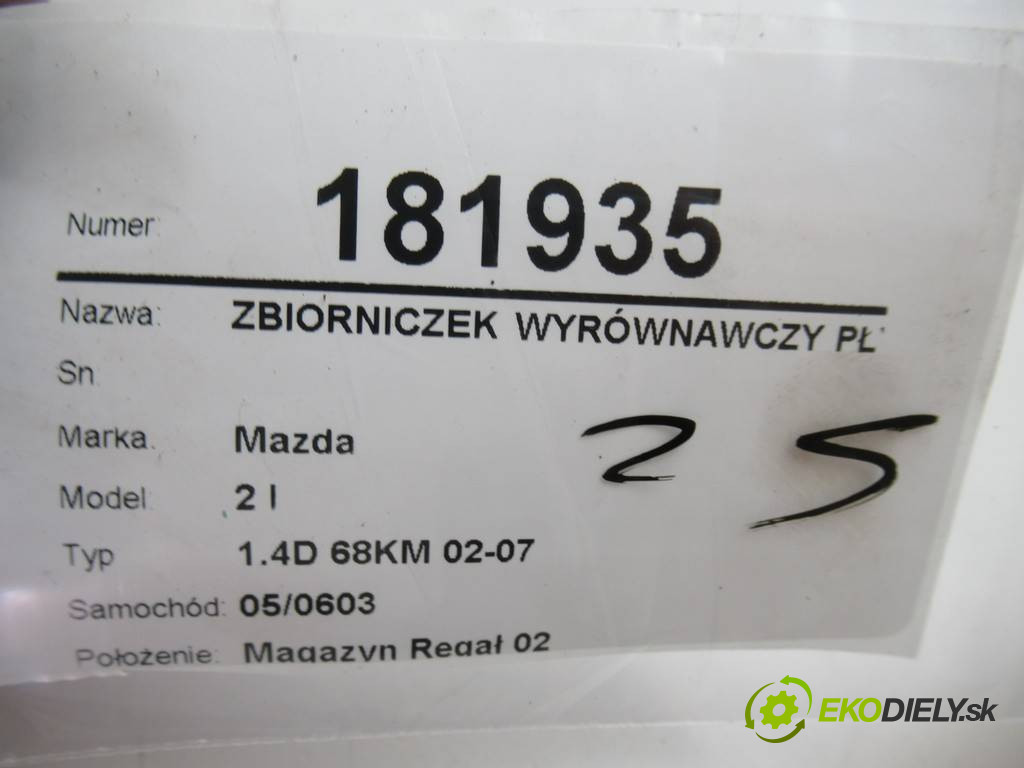 Numer: 181935
Nazwa: ZBIORNICZEK WYRÓWNAWCZY PŁ
Sn
Marka: Mazda
2 5
Model 2 I
Typ 1.4D 68KM 02-07
Samochód: 05/0603
Położenie: Magazyn Regał 02
EKODIELY.sk